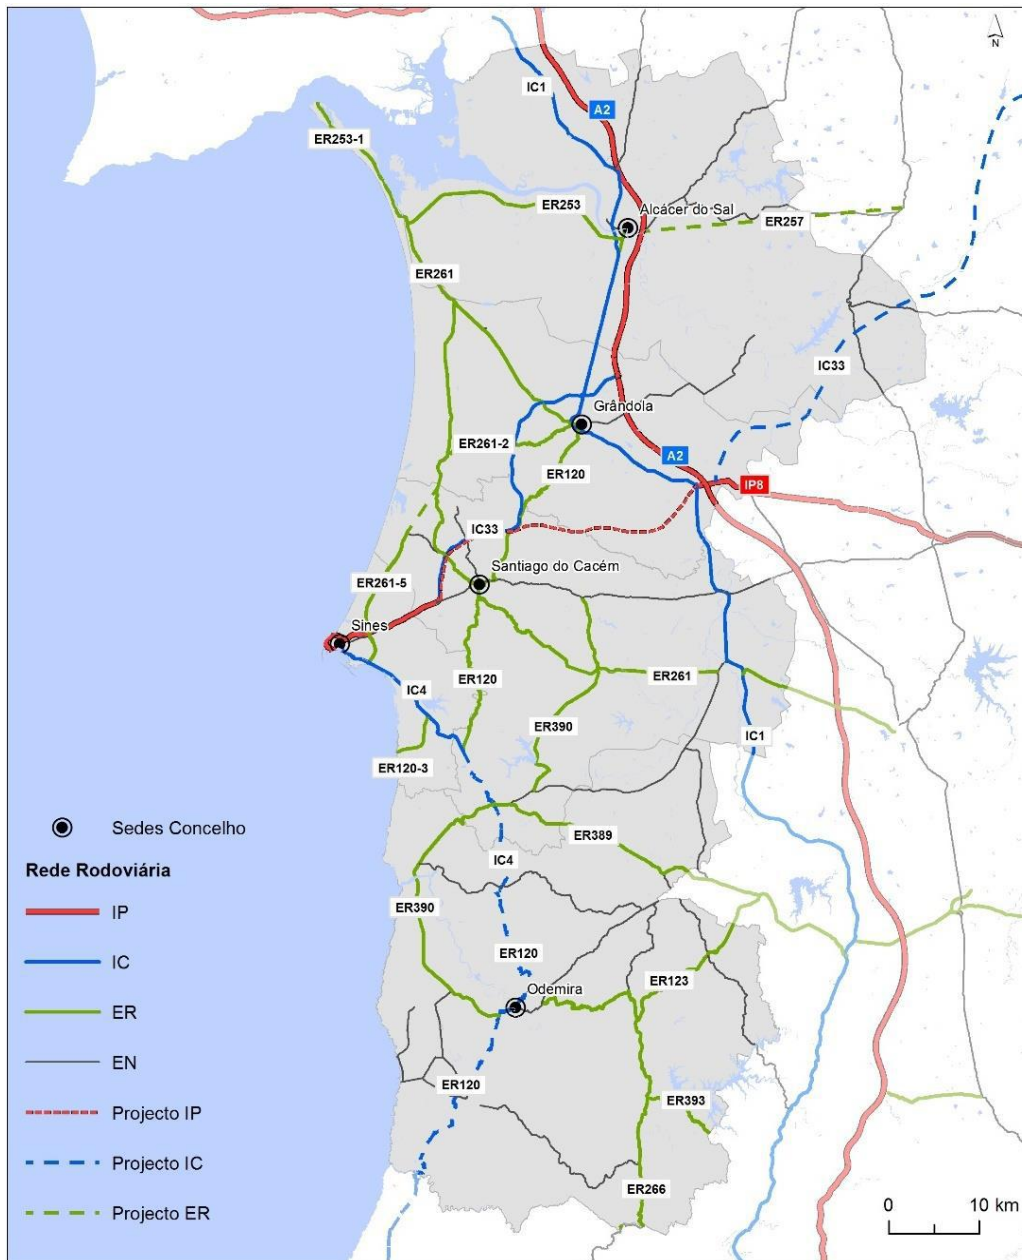 N
IC1
A2
ER253-1
ER253
Alcácer do Sal
ER257
ER261
IC33
Grândola
ER261-2
A2
ER120
IP8
IC33
Santiago do Cacém
ER261-5
Sines
ER120
ER261
IC4
ER390
IC1
ER120-3
Sedes Concelho
ER389
IC4
Rede Rodoviária
IP
ER390
IC
ER120
ER123
Odemira
ER
EN
ER120
ER393
Projecto IP
Projecto IC
ER266
Projecto ER
0 10 km